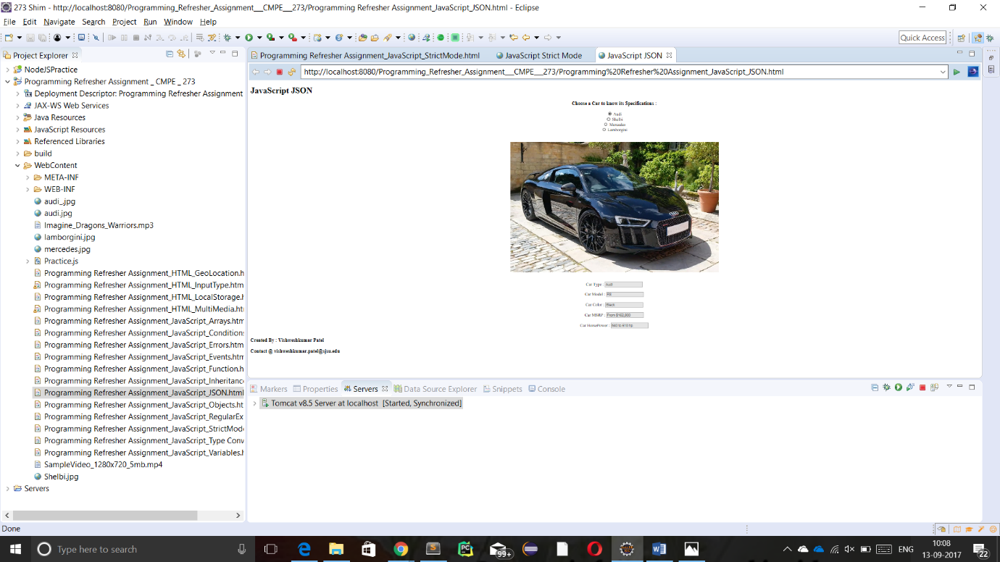 273 Shim - http://localhost:8080/Programming_Refresher_Assignment___CMPE___273/Programming Refresher Assignment_JavaScript_JSON.html - Eclipse
File Edit Navigate Search Project Run Window Help
Quick Access
Project Explorer
NodeJSPractice
Programming Refresher Assignment _ CMPE _ 273
Deployment Descriptor: Programming Refresher Assignment
JAX-WS Web Services
Java Resources
JavaScript Resources
Referenced Libraries
build
WebContent
META-INF
WEB-INF
audi_.jpg
audi.jpg
Imagine_Dragons_Warriors.mp3
lamborgini.jpg
mercedes.jpg
Practice.js
Programming Refresher Assignment_HTML_GeoLocation.h
Programming Refresher Assignment_HTML_InputType.htm
Programming Refresher Assignment_HTML_LocalStorage.h
Programming Refresher Assignment_HTML_MultiMedia.ht
Programming Refresher Assignment_JavaScript_Arrays.htm
Programming Refresher Assignment_JavaScript_Condition
Programming Refresher Assignment_JavaScript_Errors.htm
Programming Refresher Assignment_JavaScript_Events.htm
Programming Refresher Assignment_JavaScript_Function.h
Programming Refresher Assignment_JavaScript_Inheritanc
Programming Refresher Assignment_JavaScript_JSON.html
Programming Refresher Assignment_JavaScript_Objects.ht
Programming Refresher Assignment_JavaScript_RegularEx
Programming Refresher Assignment_JavaScript_StrictMod
Programming Refresher Assignment_JavaScript_Type Conv
Programming Refresher Assignment_JavaScript_Variables.h
SampleVideo_1280x720_5mb.mp4
Shelbi.jpg
Servers
Programming Refresher Assignment_JavaScript_StrictMode.html
JavaScript Strict Mode
JavaScript JSON
http://localhost:8080/Programming_Refresher_Assignment___CMPE___273/Programming%20Refresher%20Assignment_JavaScript_JSON.html
JavaScript JSON
Choose a Car to know its Specifications :
Audi
Shelbi
Mercedes
Lamborgini
Car Type : Audi
Car Model : R8
Car Color : Black
Car MSRP : From $162,900
Car HorsePower : 540 to 610 hp
Created By : Vishweshkumar Patel
Contact @ vishweshkumar.patel@sjsu.edu
Markers Properties Servers Data Source Explorer Snippets Console
Tomcat v8.5 Server at localhost [Started, Synchronized]
Done
Type here to search
99+
ENG
10:08
13-09-2017
22